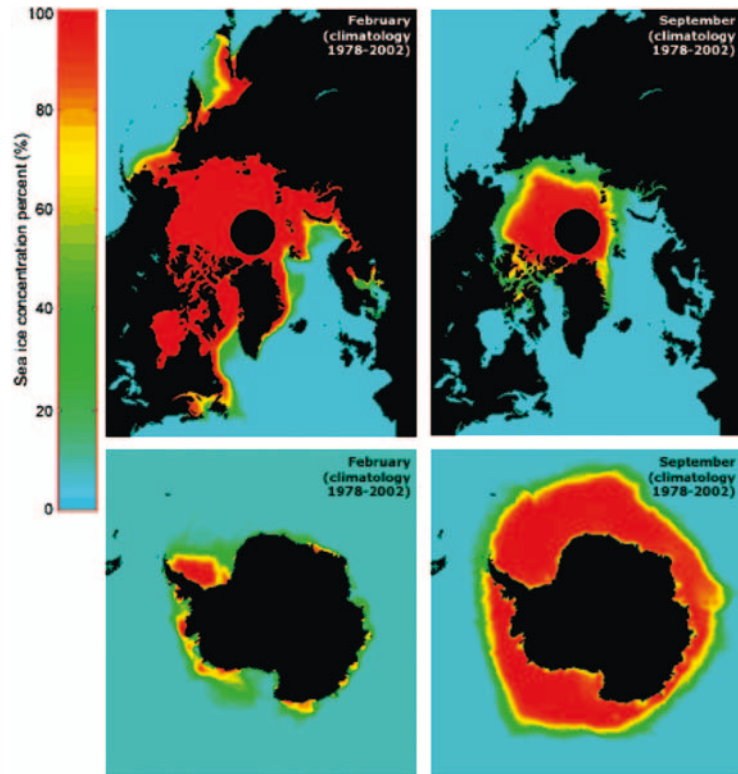 100
80
60
40
20
0
Sea ice concentration percent (%)
February
(climatology
1978-2002)
September
(climatology
1978-2002)
February
(climatology
1978-2002)
September
(climatology
1978-2002)